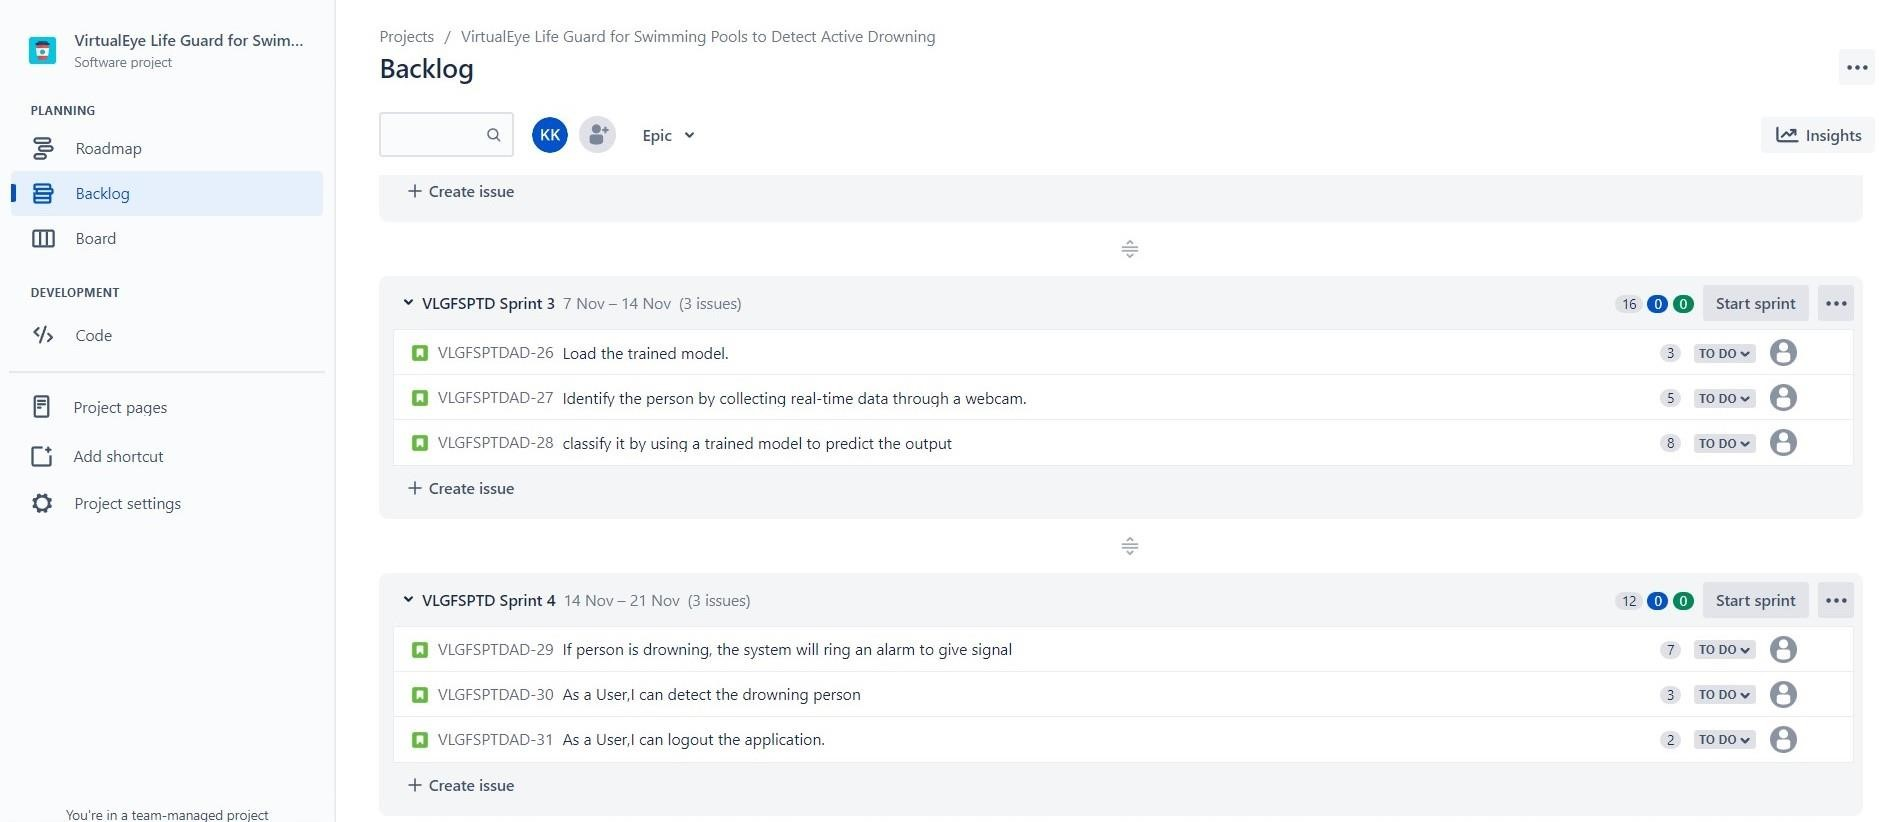 VirtualEye Life Guard for Swim...
Software project
PLANNING
Roadmap
Backlog
Board
DEVELOPMENT
Code
Project pages
Add shortcut
Project settings
You're in a team-managed project
Projects / VirtualEye Life Guard for Swimming Pools to Detect Active Drowning
Backlog
KK Epic Insights
+ Create issue
VLGFSPTD Sprint 3 7 Nov – 14 Nov (3 issues) 16 0 0 Start sprint
VLGFSPTDAD-26 Load the trained model. 3 TO DO
VLGFSPTDAD-27 Identify the person by collecting real-time data through a webcam. 5 TO DO
VLGFSPTDAD-28 classify it by using a trained model to predict the output 8 TO DO
+ Create issue
VLGFSPTD Sprint 4 14 Nov – 21 Nov (3 issues) 12 0 0 Start sprint
VLGFSPTDAD-29 If person is drowning, the system will ring an alarm to give signal 7 TO DO
VLGFSPTDAD-30 As a User,I can detect the drowning person 3 TO DO
VLGFSPTDAD-31 As a User,I can logout the application. 2 TO DO
+ Create issue